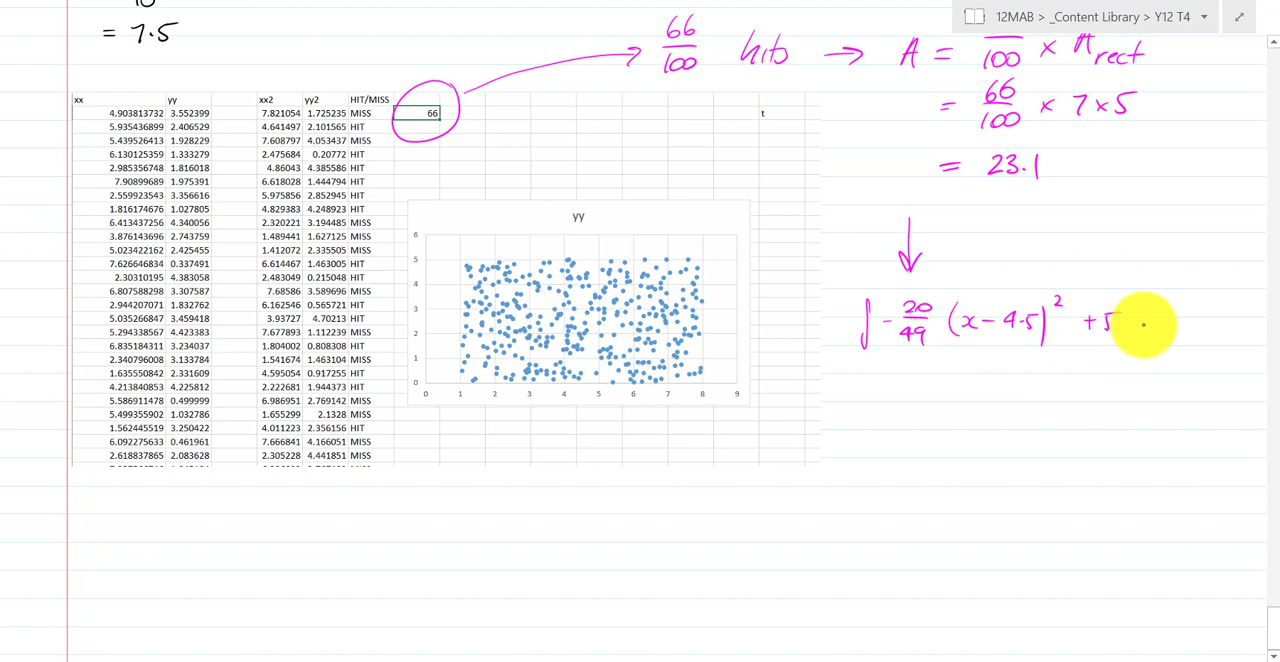 10
= 7.5
12MAB > _Content Library > Y12 T4
66/100 hits → A = /100 × A rect
= 66/100 × 7 × 5
= 23.1
∫ - 20/49 (x - 4.5)² + 5
xx yy xx2 yy2 HIT/MISS
4.903813732 3.552399 7.821054 1.725235 MISS 66 t
5.935436899 2.406529 4.641497 2.101565 HIT
5.439526413 1.928229 7.608797 4.053437 MISS
6.130125359 1.333279 2.475684 0.20772 HIT
2.985356748 1.816018 4.86043 4.385586 HIT
7.90899689 1.975391 6.618028 1.444794 HIT
2.559923543 3.356616 5.975856 2.852945 HIT
1.816174676 1.027805 4.829383 4.248923 HIT
6.413437256 4.340056 2.320221 3.194485 MISS
3.876143696 2.743759 1.489441 1.627125 MISS
5.023422162 2.425455 1.412072 2.335505 MISS
7.626646834 0.337491 6.614467 1.463005 HIT
2.30310195 4.383058 2.483049 0.215048 HIT
6.807588298 3.307587 7.68586 3.589696 MISS
2.944207071 1.832762 6.162546 0.565721 HIT
5.035266847 3.459418 3.93727 4.70213 HIT
5.294338567 4.423383 7.677893 1.112239 MISS
6.835184311 3.234037 1.804002 0.808308 HIT
2.340796008 3.133784 1.541674 1.463104 MISS
1.635550842 2.331609 4.595054 0.917255 HIT
4.213840853 4.225812 2.222681 1.944373 HIT
5.586911478 0.499999 6.986951 2.769142 MISS
5.499355902 1.032786 1.655299 2.1328 MISS
1.562445519 3.250422 4.011223 2.356156 HIT
6.092275633 0.461961 7.666841 4.166051 MISS
2.618837865 2.083628 2.305228 4.441851 MISS
yy
6
5
4
3
2
1
0
0 1 2 3 4 5 6 7 8 9